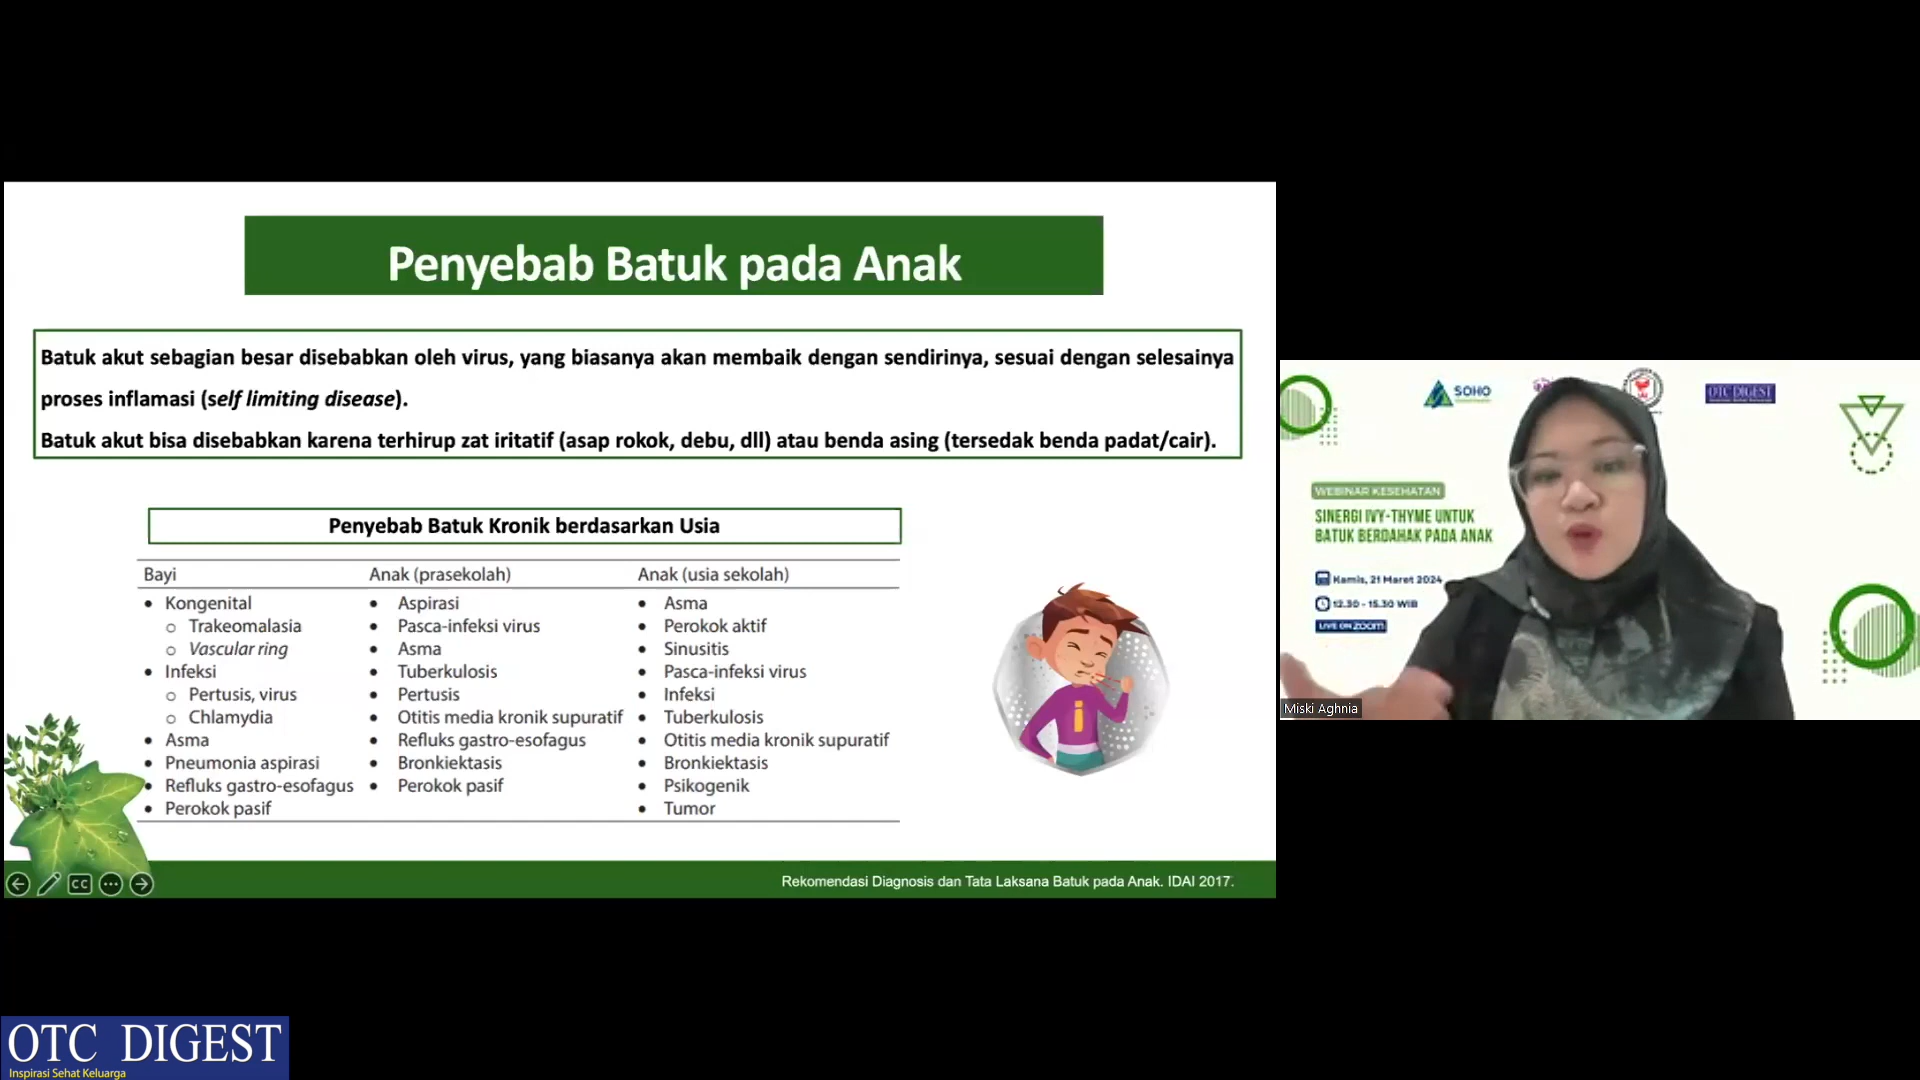 Penyebab Batuk pada Anak
Batuk akut sebagian besar disebabkan oleh virus, yang biasanya akan membaik dengan sendirinya, sesuai dengan selesainya
proses inflamasi (self limiting disease).
Batuk akut bisa disebabkan karena terhirup zat iritatif (asap rokok, debu, dll) atau benda asing (tersedak benda padat/cair).
Penyebab Batuk Kronik berdasarkan Usia
Bayi
• Kongenital
o Trakeomalasia
o Vascular ring
• Infeksi
o Pertusis, virus
o Chlamydia
• Asma
• Pneumonia aspirasi
• Refluks gastro-esofagus
• Perokok pasif
Anak (prasekolah)
• Aspirasi
• Pasca-infeksi virus
• Asma
• Tuberkulosis
• Pertusis
• Otitis media kronik supuratif
• Refluks gastro-esofagus
• Bronkiektasis
• Perokok pasif
Anak (usia sekolah)
• Asma
• Perokok aktif
• Sinusitis
• Pasca-infeksi virus
• Infeksi
• Tuberkulosis
• Otitis media kronik supuratif
• Bronkiektasis
• Psikogenik
• Tumor
Rekomendasi Diagnosis dan Tata Laksana Batuk pada Anak. IDAI 2017.
CC
SOHO
OTC DIGEST
WEBINAR KESEHATAN
SINERGI IVY-THYME UNTUK
BATUK BERDAHAK PADA ANAK
Kamis, 21 Maret 2024
12.30 - 15.30 WIB
LIVE ON zoom
Miski Aghnia
OTC DIGEST
Inspirasi Sehat Keluarga